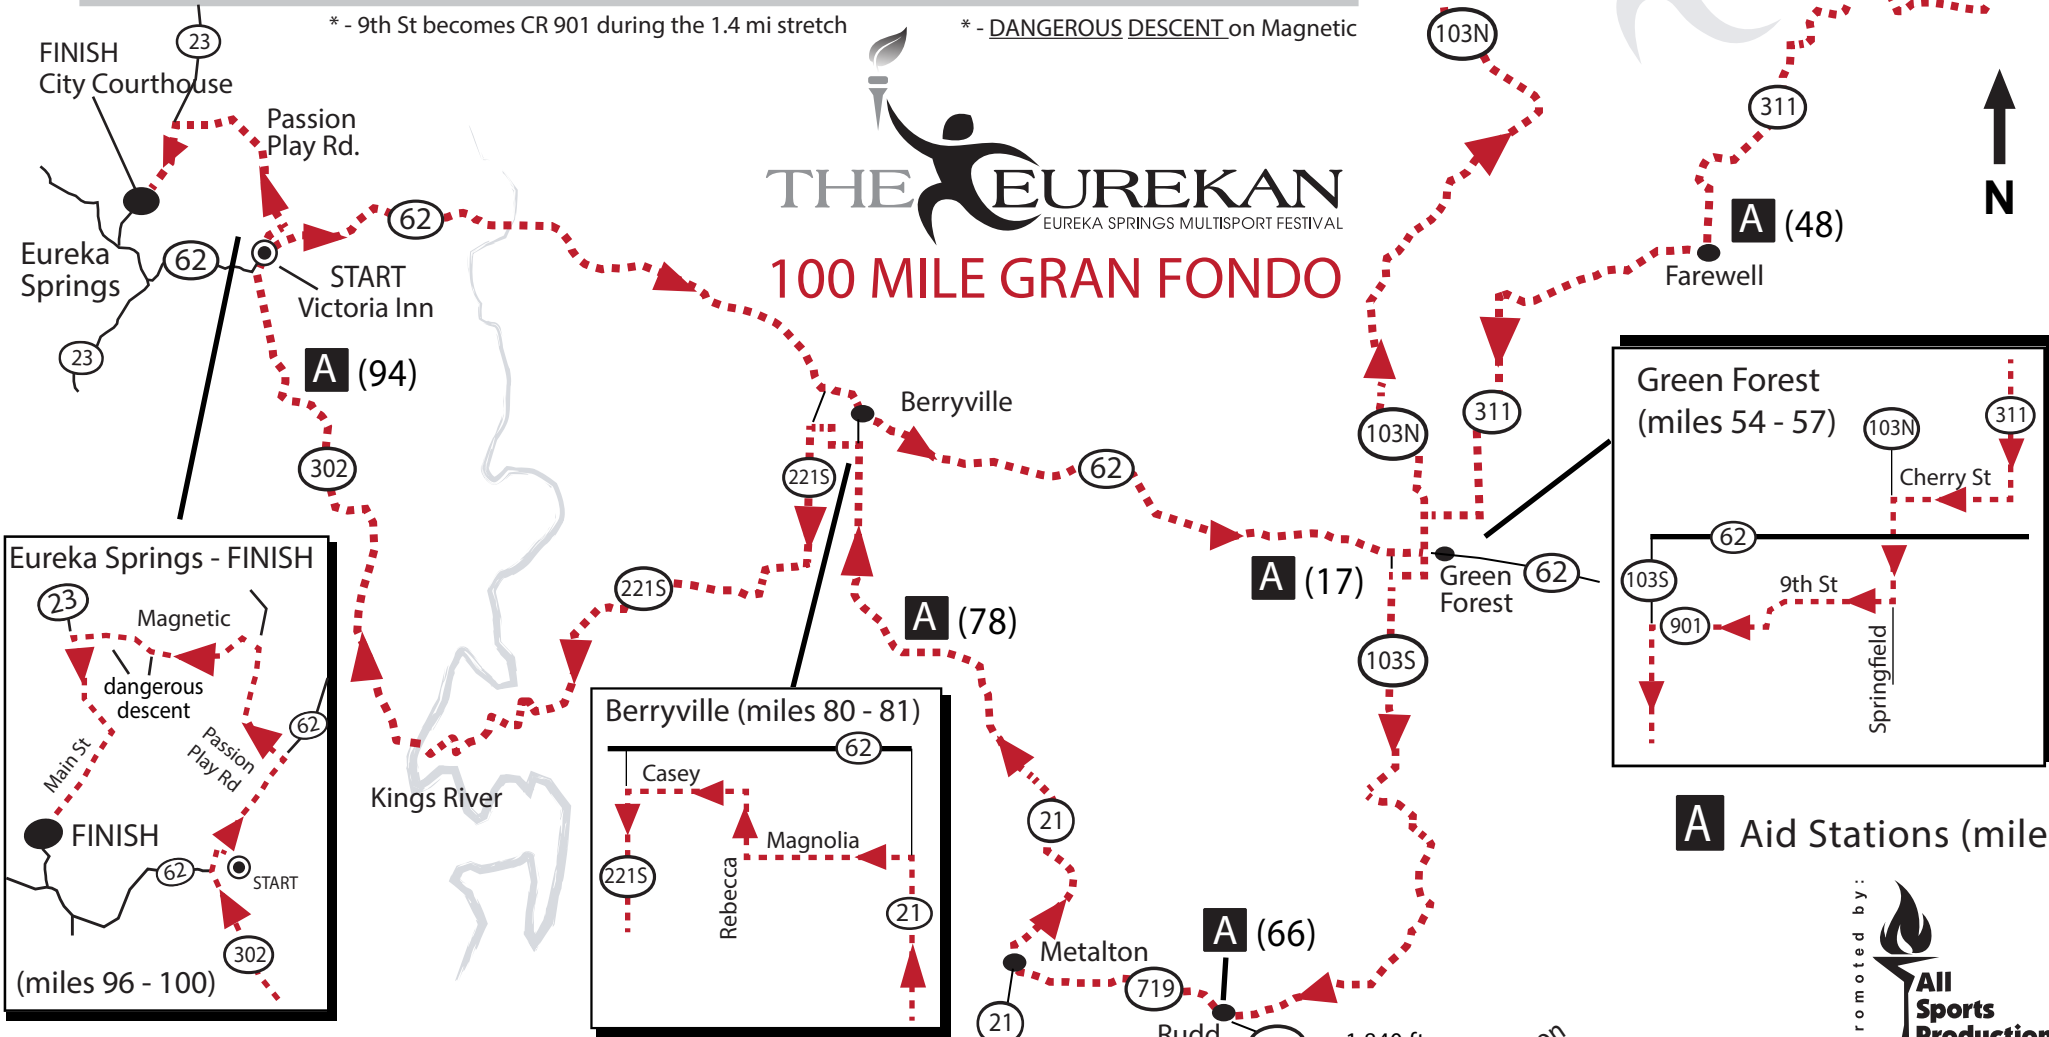 * - 9th St becomes CR 901 during the 1.4 mi stretch
* - DANGEROUS DESCENT on Magnetic
23
FINISH
City Courthouse
Passion
Play Rd.
62
Eureka
Springs
62
START
Victoria Inn
23
A (94)
302
THE EUREKAN
EUREKA SPRINGS MULTISPORT FESTIVAL
100 MILE GRAN FONDO
103N
311
N
A (48)
Farewell
Berryville
221S
62
103N
311
A (17)
Green
Forest
62
103S
221S
A (78)
Kings River
21
Metalton
719
A (66)
Rudd
21
Green Forest
(miles 54 - 57)
103N
311
Cherry St
62
103S
9th St
901
Springfield
Eureka Springs - FINISH
23
Magnetic
dangerous
descent
62
Passion
Play Rd
Main St
FINISH
62
START
302
(miles 96 - 100)
Berryville (miles 80 - 81)
62
Casey
Magnolia
221S
Rebecca
21
A Aid Stations (mile
romoted by:
All
Sports
Production